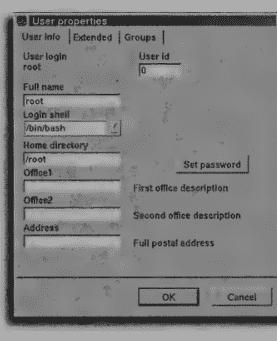 User properties
User info Extended Groups
User login User id
root 0
Full name
root
Login shell
/bin/bash
Home directory
/root
Set password
Office1
First office description
Office2
Second office description
Address
Full postal address
OK Cancel